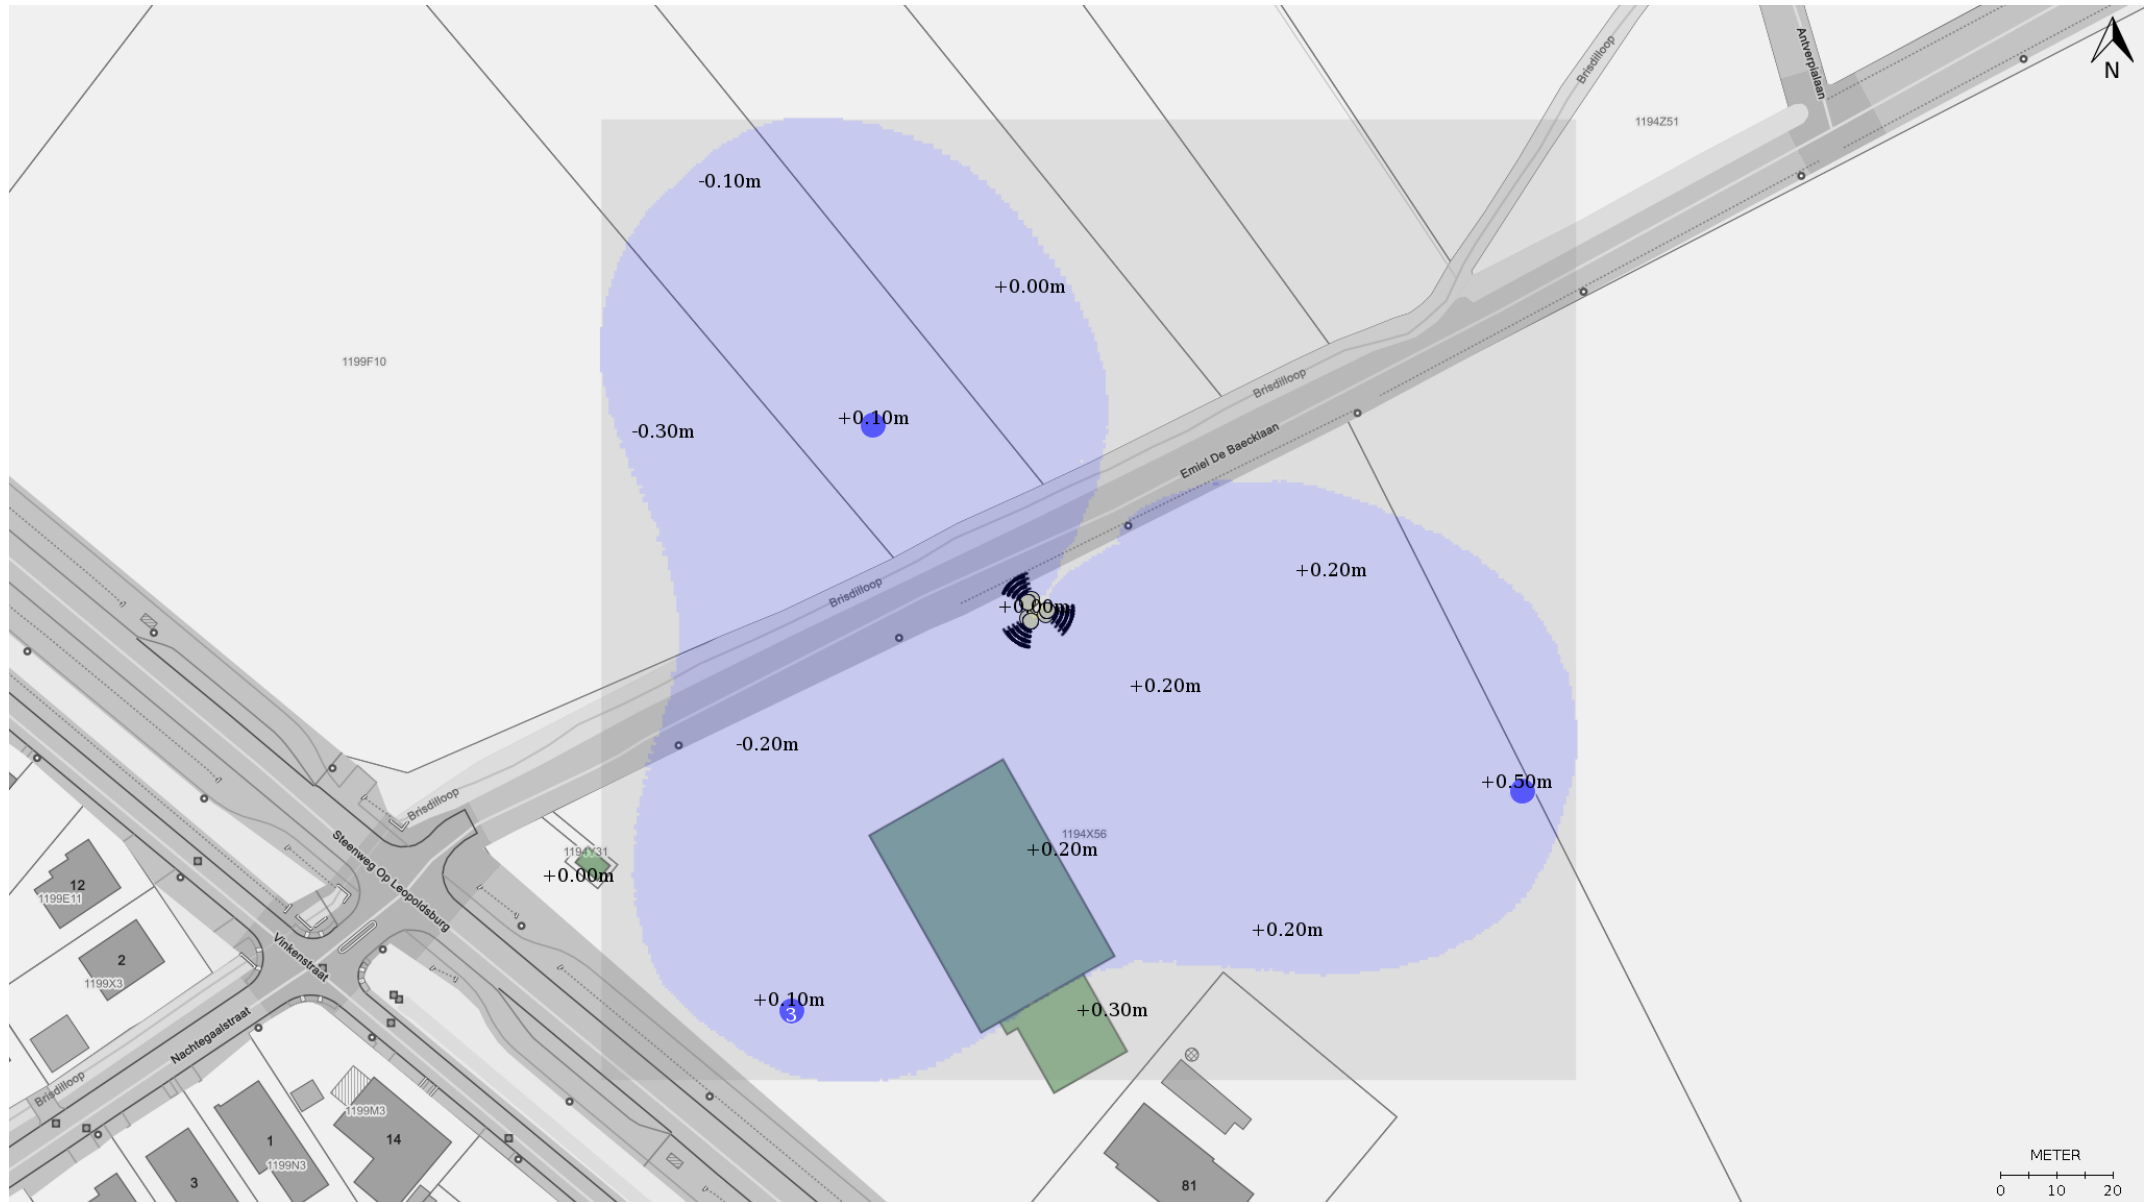 Brisdilloop
Antverpialaan
N
1194Z51
-0.10m
+0.00m
1199F10
Brisdilloop
+0.10m
-0.30m
Emiel De Baecklaan
+0.20m
Brisdilloop
+0.00m
+0.20m
-0.20m
+0.50m
Brisdilloop
1194X56
+0.20m
1194Y31
+0.00m
Steenweg Op Leopoldsburg
12
1199E11
+0.20m
2
Vinkenstraat
1199X3
+0.10m
3
+0.30m
Nachtegaalstraat
Brisdilloop
1199M3
14
1
1199N3
3
81
METER
0 10 20